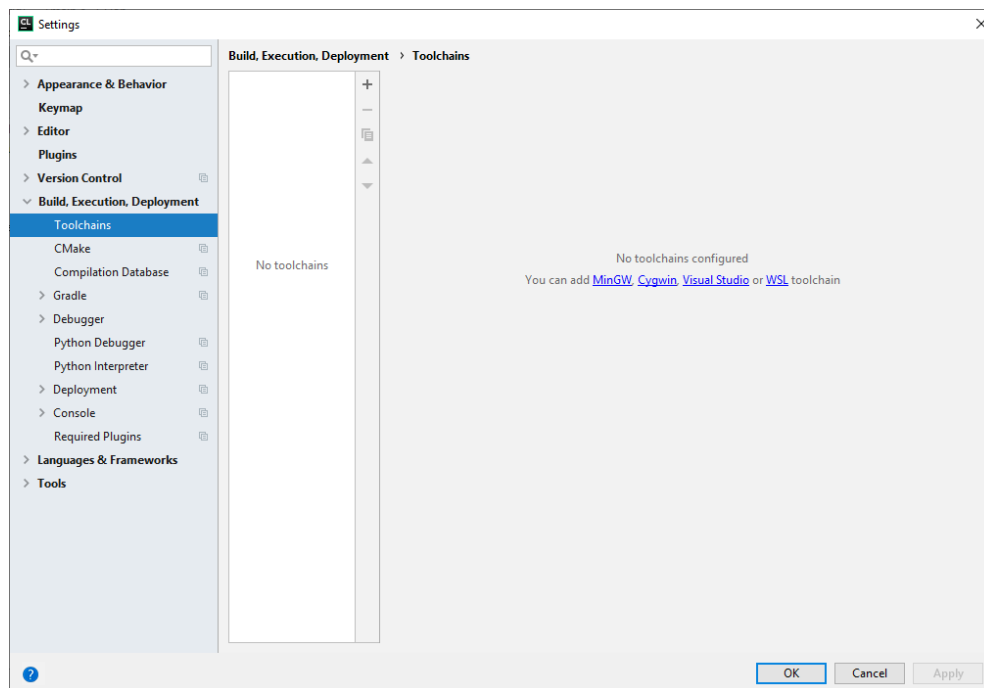 CL Settings
Build, Execution, Deployment › Toolchains
Appearance & Behavior
Keymap
Editor
Plugins
Version Control
Build, Execution, Deployment
Toolchains
CMake
Compilation Database
Gradle
Debugger
Python Debugger
Python Interpreter
Deployment
Console
Required Plugins
Languages & Frameworks
Tools
No toolchains
No toolchains configured
You can add MinGW, Cygwin, Visual Studio or WSL toolchain
?
OK
Cancel
Apply